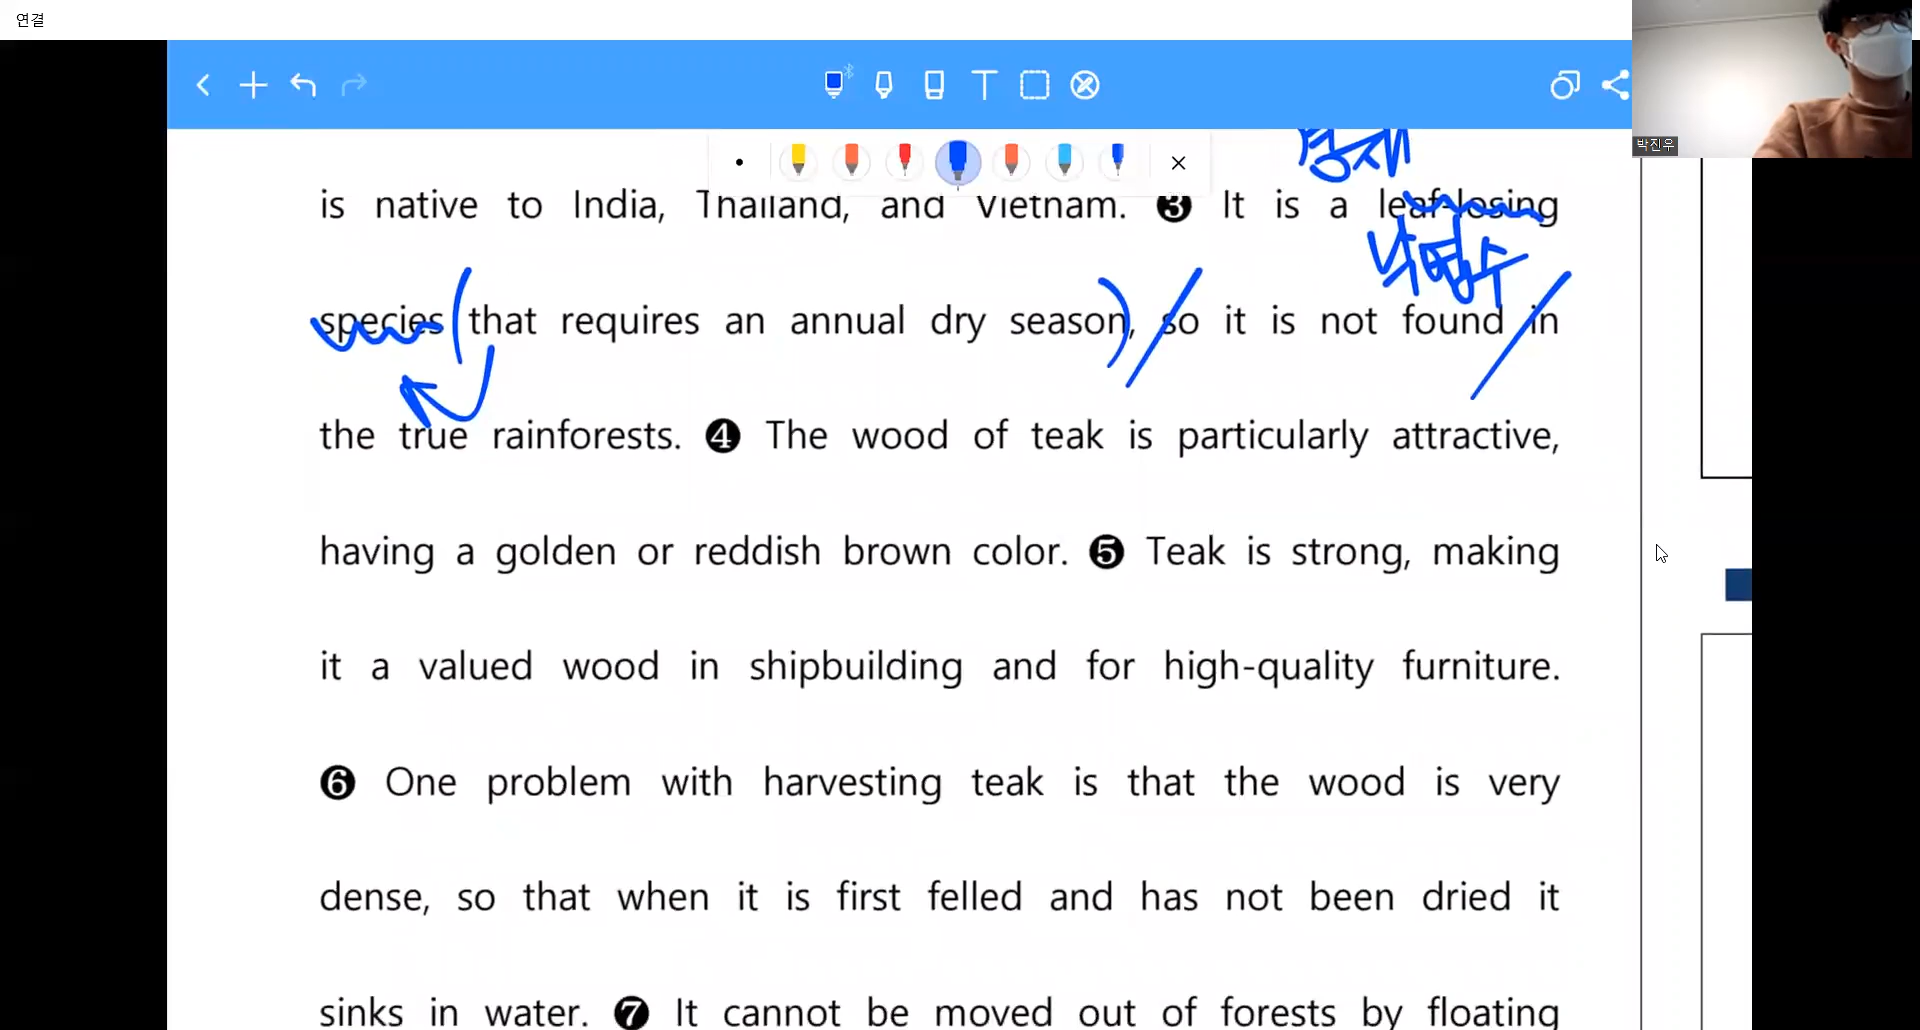 연결
박진우
is native to India, Thailand, and Vietnam. ❸ It is a leaf-losing
낙엽수
species that requires an annual dry season, so it is not found in
the true rainforests. ❹ The wood of teak is particularly attractive,
having a golden or reddish brown color. ❺ Teak is strong, making
it a valued wood in shipbuilding and for high-quality furniture.
❻ One problem with harvesting teak is that the wood is very
dense, so that when it is first felled and has not been dried it
sinks in water. ❼ It cannot be moved out of forests by floating